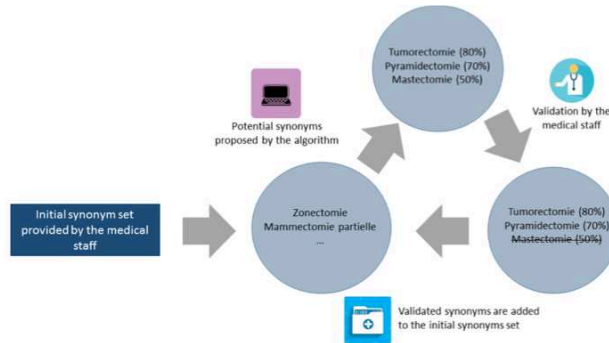 Tumorectomie (80%)
Pyramidectomie (70%)
Mastectomie (50%)
Potential synonyms
proposed by the algorithm
Validation by the
medical staff
Initial synonym set
provided by the medical
staff
Zonectomie
Mammectomie partielle
...
Tumorectomie (80%)
Pyramidectomie (70%)
Mastectomie (50%)
Validated synonyms are added
to the initial synonyms set